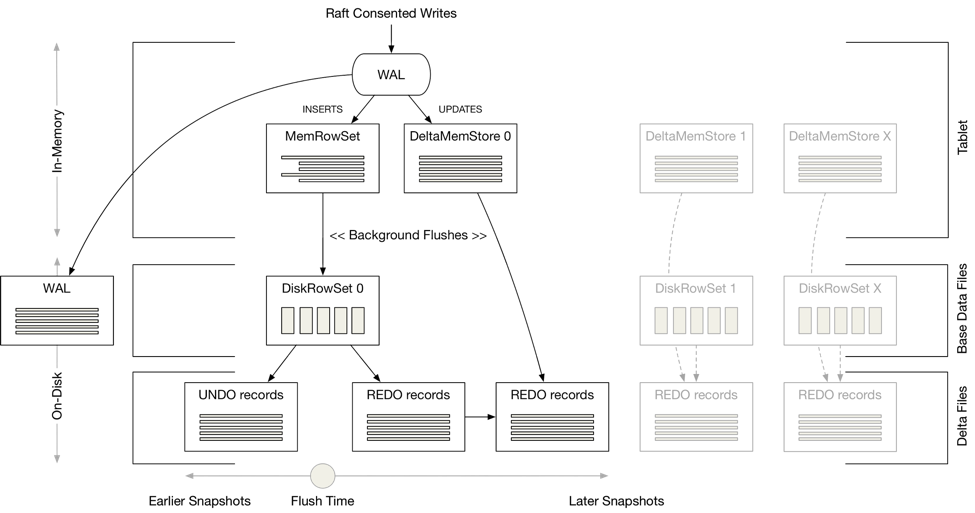 Raft Consented Writes
WAL
INSERTS
UPDATES
MemRowSet
DeltaMemStore 0
DeltaMemStore 1
DeltaMemStore X
In-Memory
Tablet
<< Background Flushes >>
WAL
DiskRowSet 0
DiskRowSet 1
DiskRowSet X
Base Data Files
On-Disk
UNDO records
REDO records
REDO records
REDO records
REDO records
Delta Files
Earlier Snapshots
Flush Time
Later Snapshots